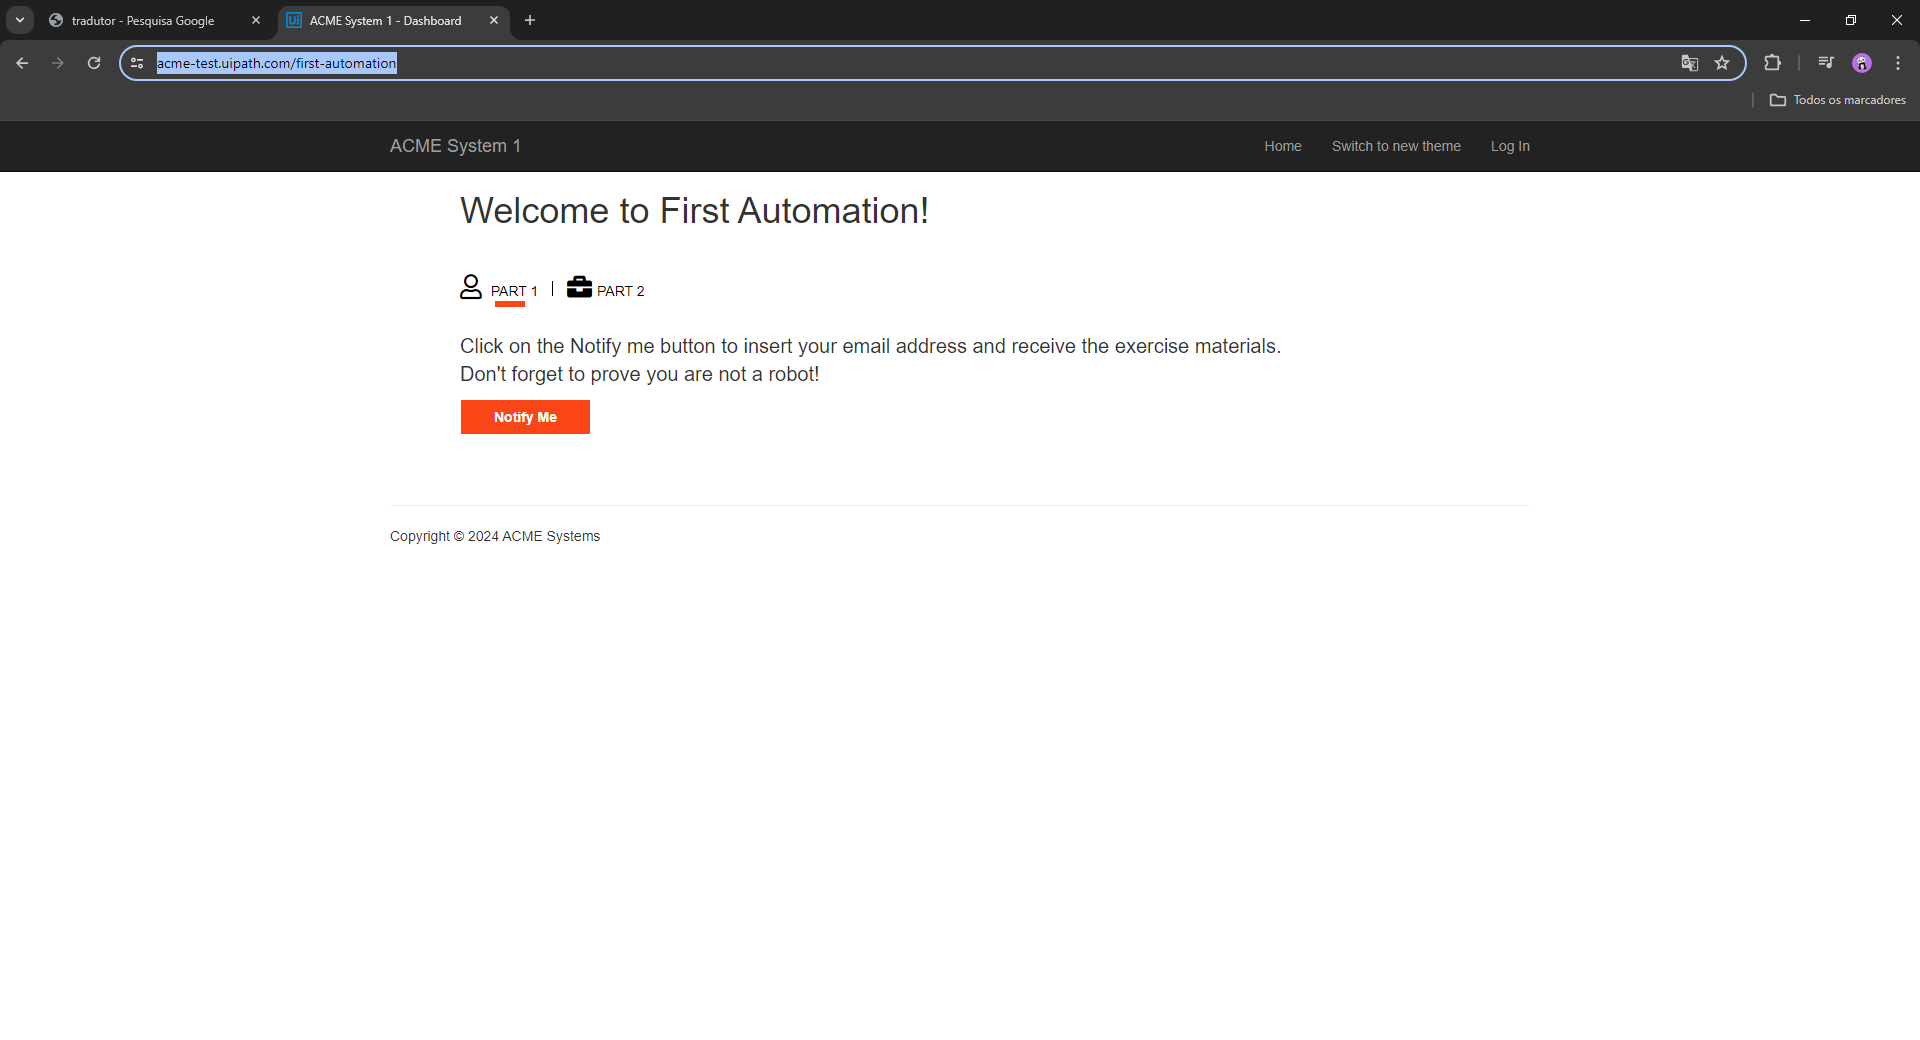 tradutor - Pesquisa Google
Ui ACME System 1 - Dashboard
acme-test.uipath.com/first-automation
Todos os marcadores
ACME System 1
Home
Switch to new theme
Log In
Welcome to First Automation!
PART 1
PART 2
Click on the Notify me button to insert your email address and receive the exercise materials.
Don't forget to prove you are not a robot!
Notify Me
Copyright © 2024 ACME Systems